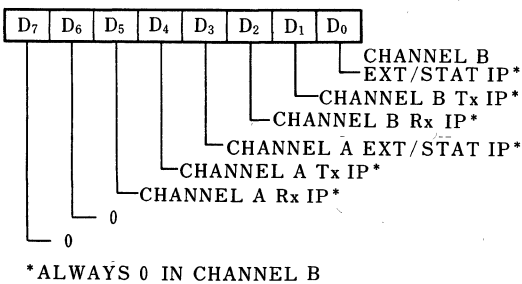 D7 D6 D5 D4 D3 D2 D1 D0
CHANNEL B
EXT/STAT IP*
CHANNEL B Tx IP*
CHANNEL B Rx IP*
CHANNEL A EXT/STAT IP*
CHANNEL A Tx IP*
CHANNEL A Rx IP*
0
0
*ALWAYS 0 IN CHANNEL B